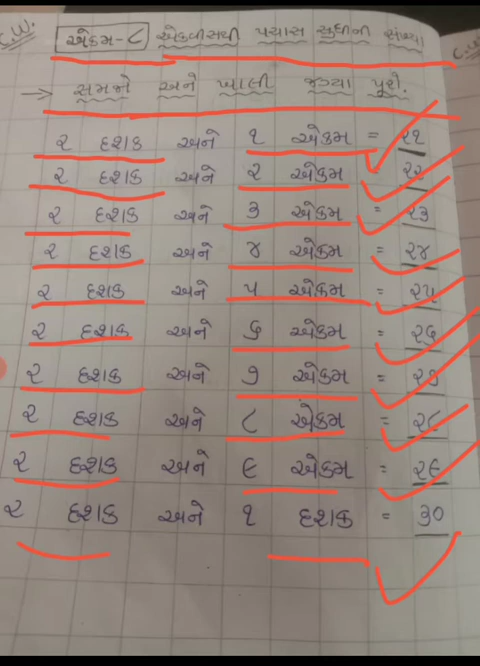 C.W. એકમ-૮ એકવીસથી પચાસ સુધીની સંખ્યા
→ સમજો અને ખાલી જગ્યા પૂરો.
૨ દશક અને ૧ એકમ = ૨૧
૨ દશક અને ૨ એકમ = ૨૨
૨ દશક અને ૩ એકમ = ૨૩
૨ દશક અને ૪ એકમ = ૨૪
૨ દશક અને ૫ એકમ = ૨૫
૨ દશક અને ૬ એકમ = ૨૬
૨ દશક અને ૭ એકમ = ૨૭
૨ દશક અને ૮ એકમ = ૨૮
૨ દશક અને ૯ એકમ = ૨૯
૨ દશક અને ૧ દશક = ૩૦